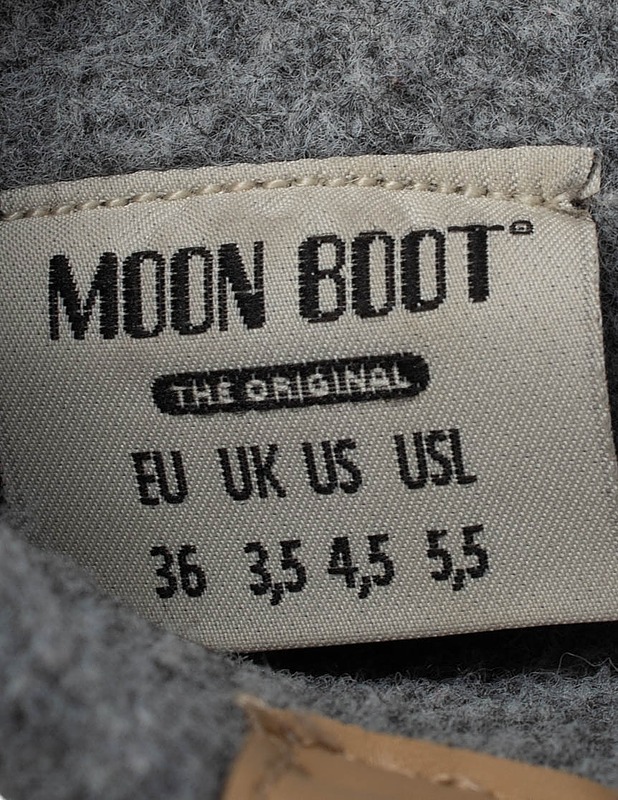 MOON BOOT®
THE ORIGINAL
EU UK US USL
36 3,5 4,5 5,5